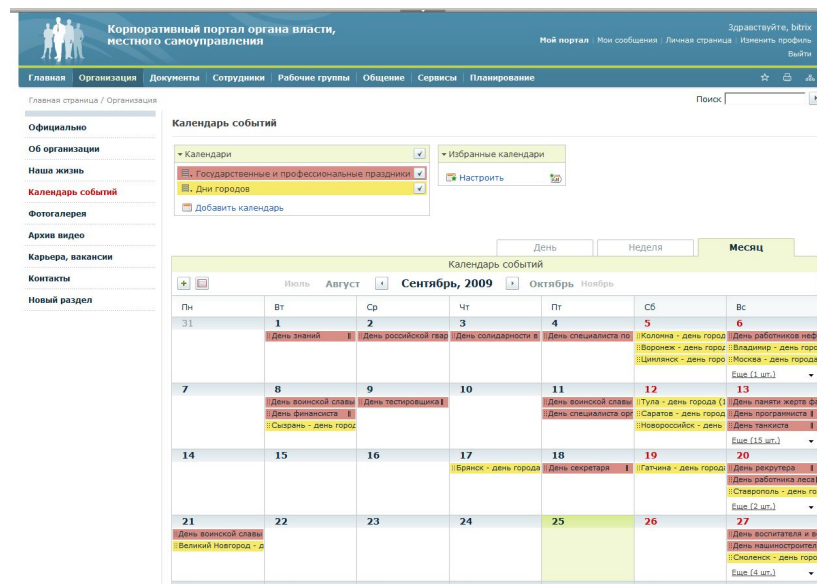 Корпоративный портал органа власти,
местного самоуправления
Здравствуйте, bitrix
Мой портал Мои сообщения Личная страница Изменить профиль
Выйти
Главная Организация Документы Сотрудники Рабочие группы Общение Сервисы Планирование
Главная страница / Организация
Поиск
Официально
Об организации
Наша жизнь
Календарь событий
Фотогалерея
Архив видео
Карьера, вакансии
Контакты
Новый раздел
Календарь событий
Календари
Государственные и профессиональные праздники
Дни городов
Добавить календарь
Избранные календари
Настроить
День Неделя Месяц
Календарь событий
Июль Август Сентябрь, 2009 Октябрь Ноябрь
Пн Вт Ср Чт Пт Сб Вс
31 1 2 3 4 5 6
День знаний День российской гвар День солидарности в День специалиста по Коломна - день город День работников неф
Воронеж - день город Владимир - день горо
Цимлянск - день горо Москва - день города
Еще (1 шт.)
7 8 9 10 11 12 13
День воинской славы День тестировщика День воинской славы Тула - день города (1 День памяти жертв фа
День финансиста День специалиста орг Саратов - день город День программиста
Сызрань - день город Новороссийск - день День танкиста
Еще (15 шт.)
14 15 16 17 18 19 20
Брянск - день города День секретаря Гатчина - день города День рекрутера
День работника леса
Ставрополь - день го
Еще (2 шт.)
21 22 23 24 25 26 27
День воинской славы День воспитателя и в
Великий Новгород - д День машиностроител
Смоленск - день горо
Еще (4 шт.)